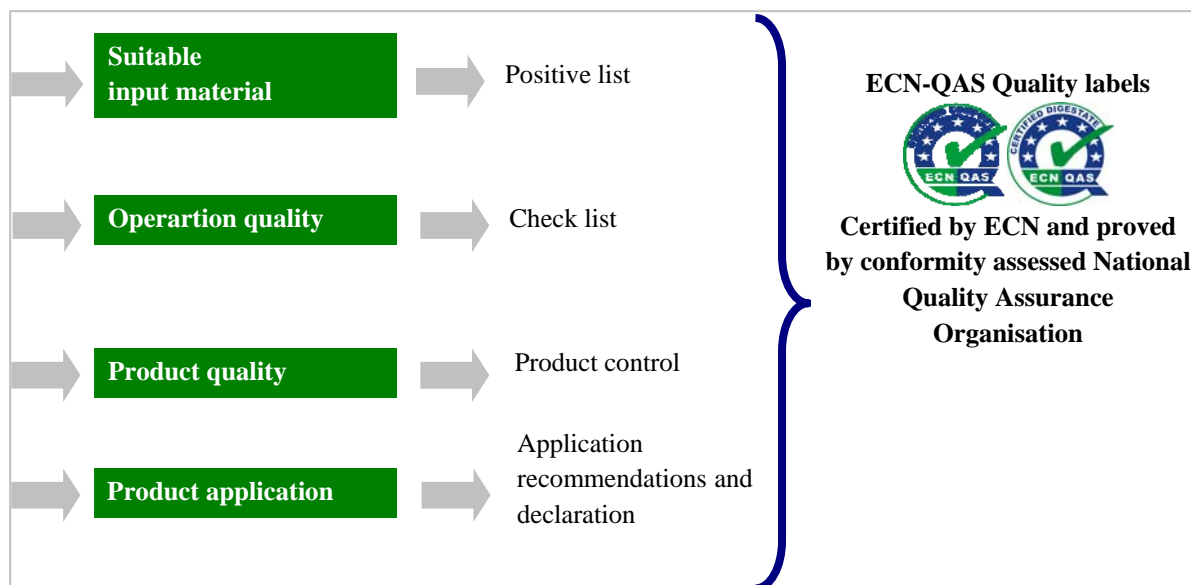 Suitable
input material
Positive list
Operartion quality
Check list
Product quality
Product control
Product application
Application
recommendations and
declaration
ECN-QAS Quality labels
ECN QAS
CERTIFIED DIGESTATE
ECN QAS
Certified by ECN and proved
by conformity assessed National
Quality Assurance
Organisation